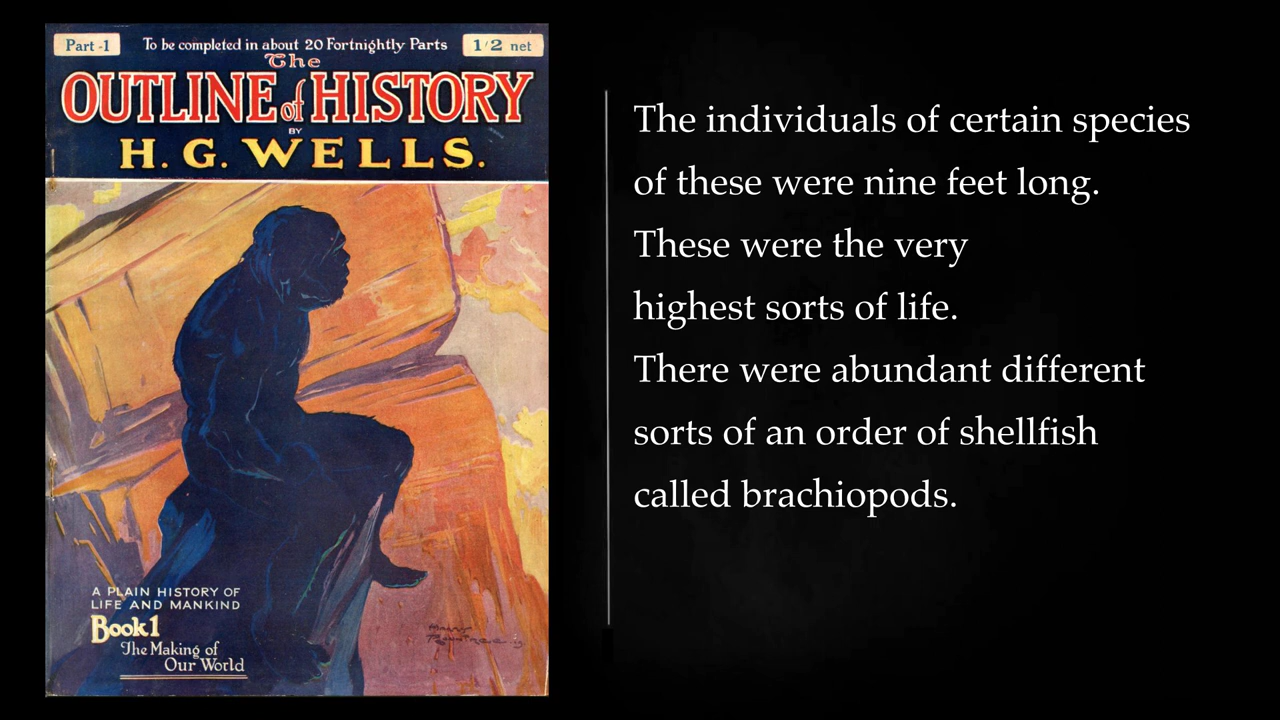 Part -1
To be completed in about 20 Fortnightly Parts
1/2 net
The
OUTLINE of HISTORY
BY
H. G. WELLS.
A PLAIN HISTORY OF
LIFE AND MANKIND
Book 1
The Making of
Our World
The individuals of certain species
of these were nine feet long.
These were the very
highest sorts of life.
There were abundant different
sorts of an order of shellfish
called brachiopods.